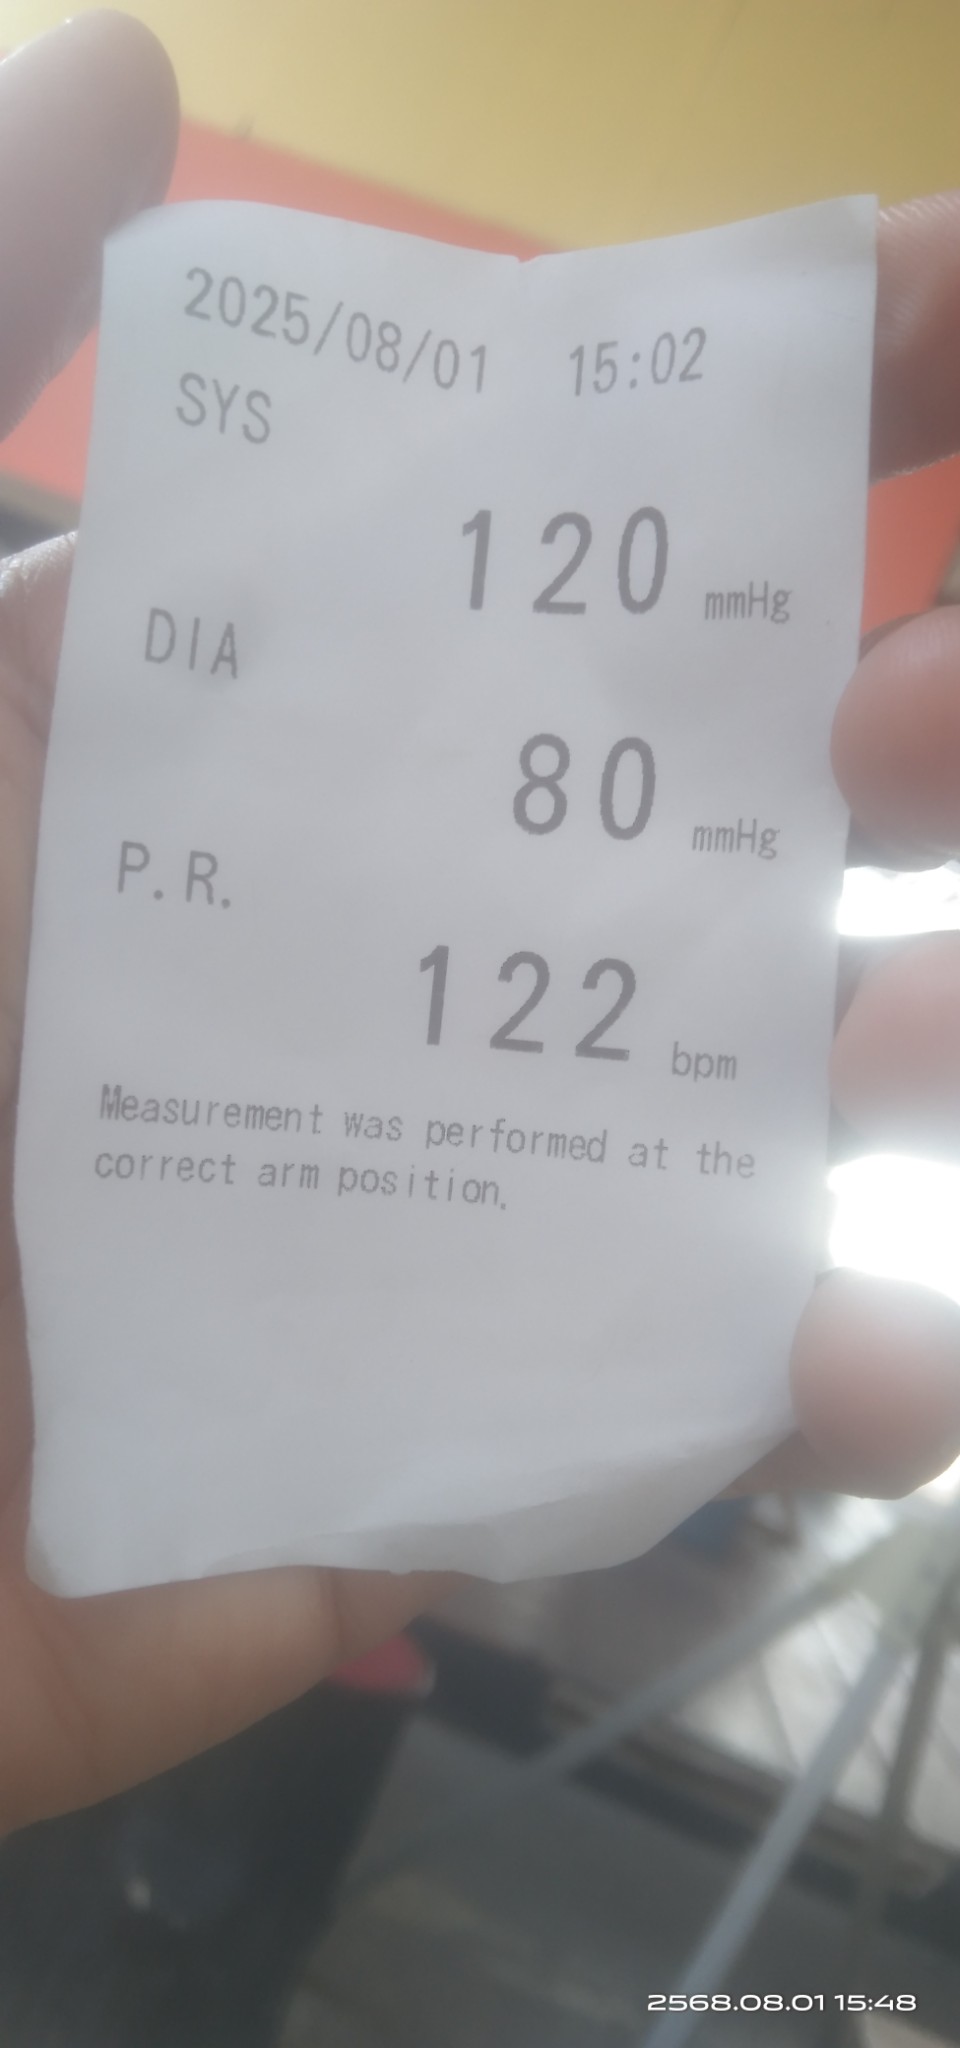 2025/08/01 15:02
SYS
120 mmHg
DIA
80 mmHg
P.R.
122 bpm
Measurement was performed at the
correct arm position.
2568.08.01 15:48